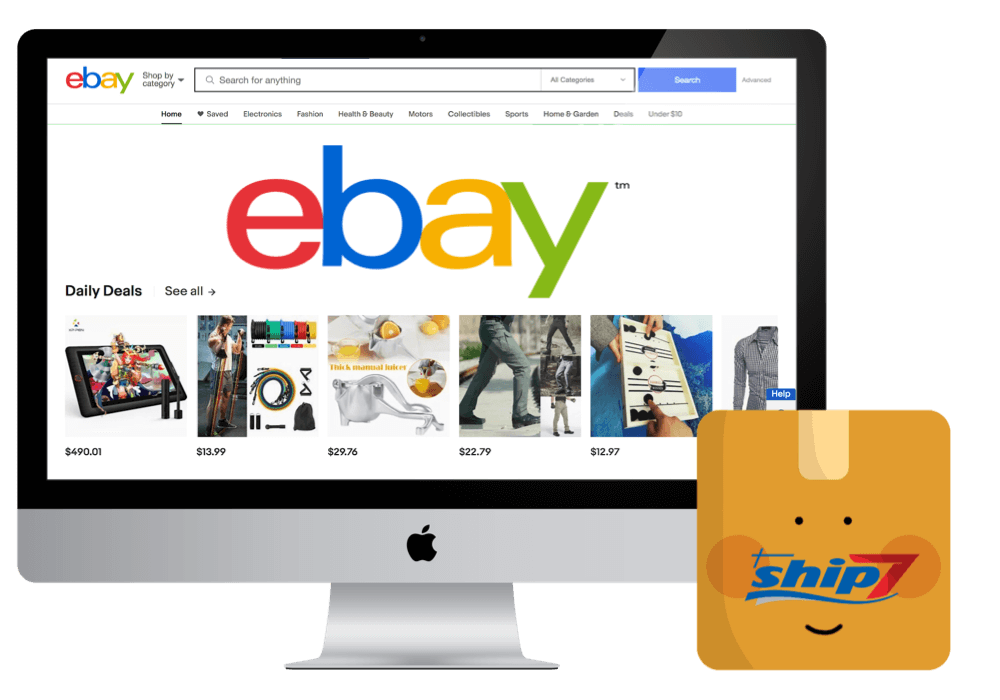 ebay
Shop by
category
Search for anything
All Categories
Search
Advanced
Home
Saved
Electronics
Fashion
Health & Beauty
Motors
Collectibles
Sports
Home & Garden
Deals
Under $10
ebay tm
Daily Deals
See all →
Thick manual juicer
$490.01
$13.99
$29.76
$22.79
$12.97
Help
ship7